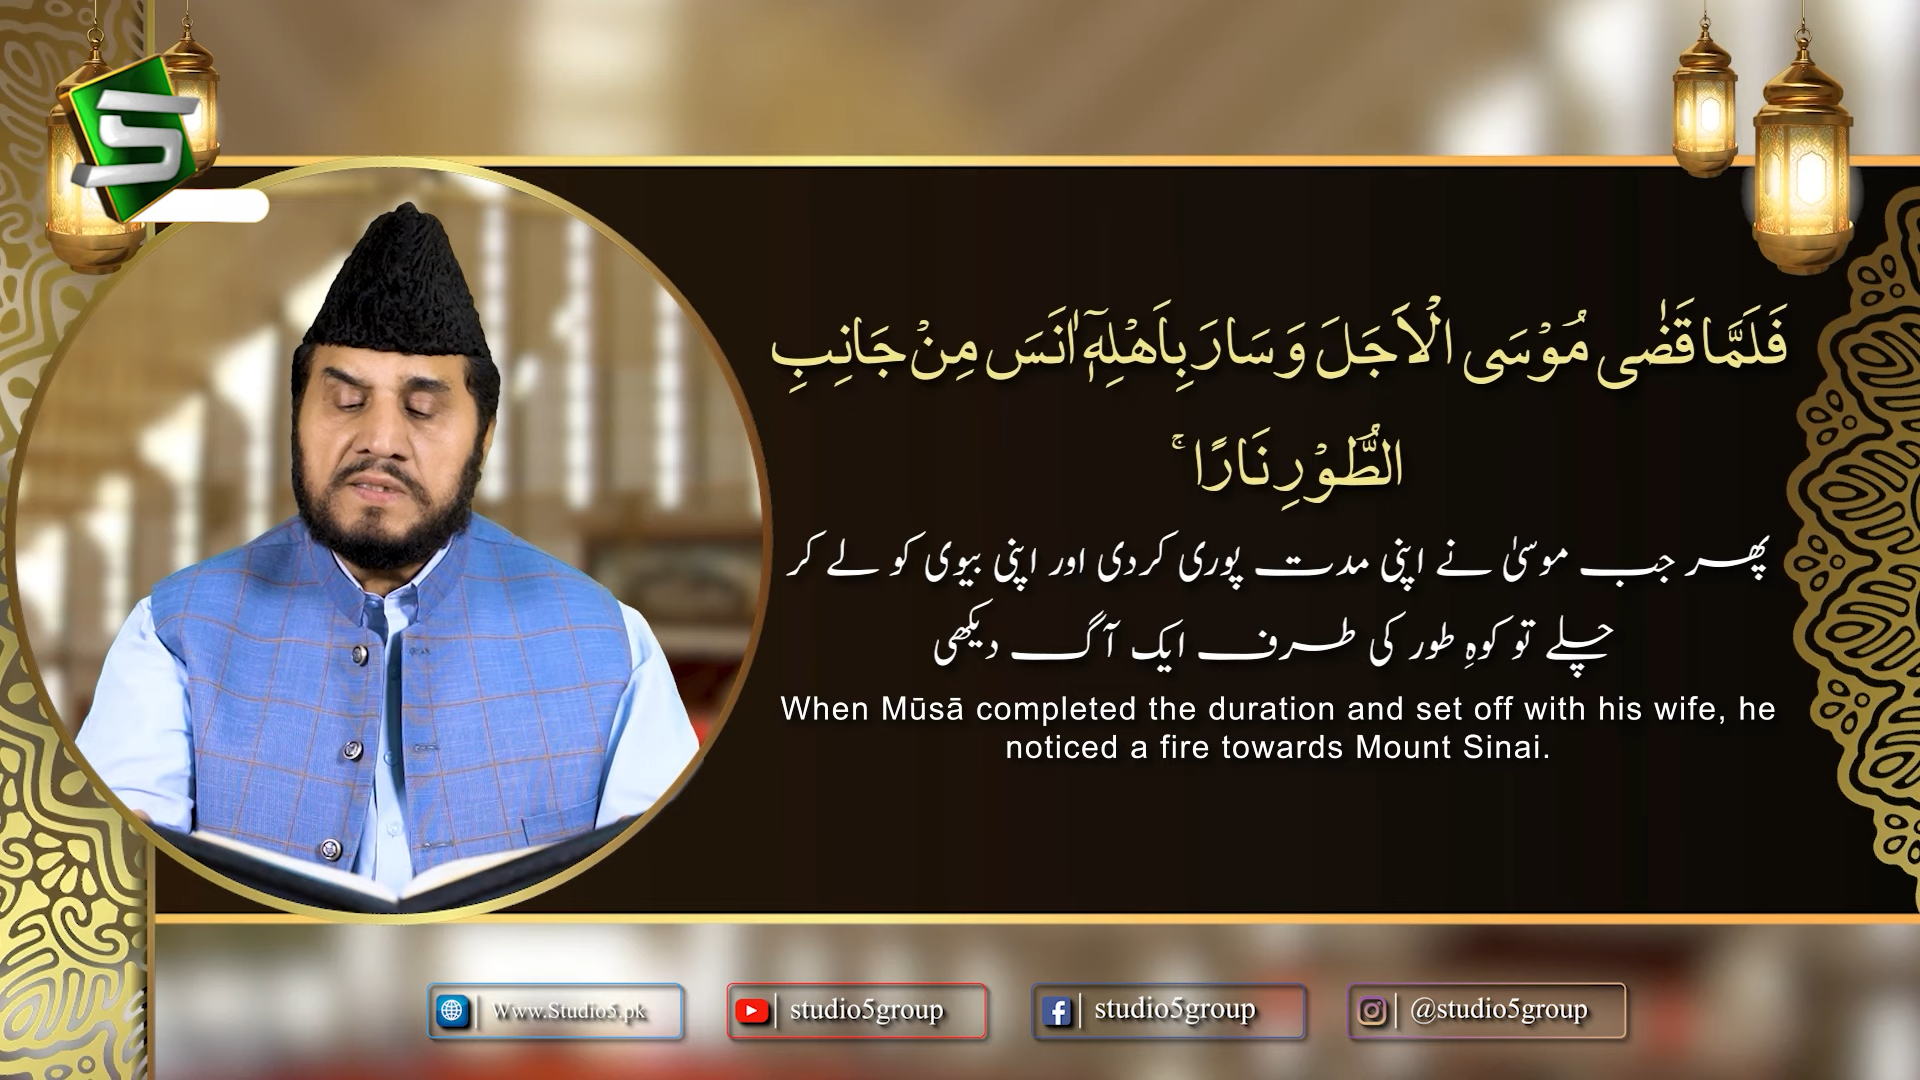 5
فَلَمَّا قَضٰى مُوْسَى الْاَجَلَ وَ سَارَ بِاَهْلِهٖۤ اٰنَسَ مِنْ جَانِبِ
الطُّوْرِ نَارًا ۚ
پھر جب موسیٰ نے اپنی مدت پوری کردی اور اپنی بیوی کو لے کر
چلے تو کوہِ طور کی طرف ایک آگ دیکھی
When Mūsā completed the duration and set off with his wife, he
noticed a fire towards Mount Sinai.
Www.Studio5.pk
studio5group
studio5group
@studio5group